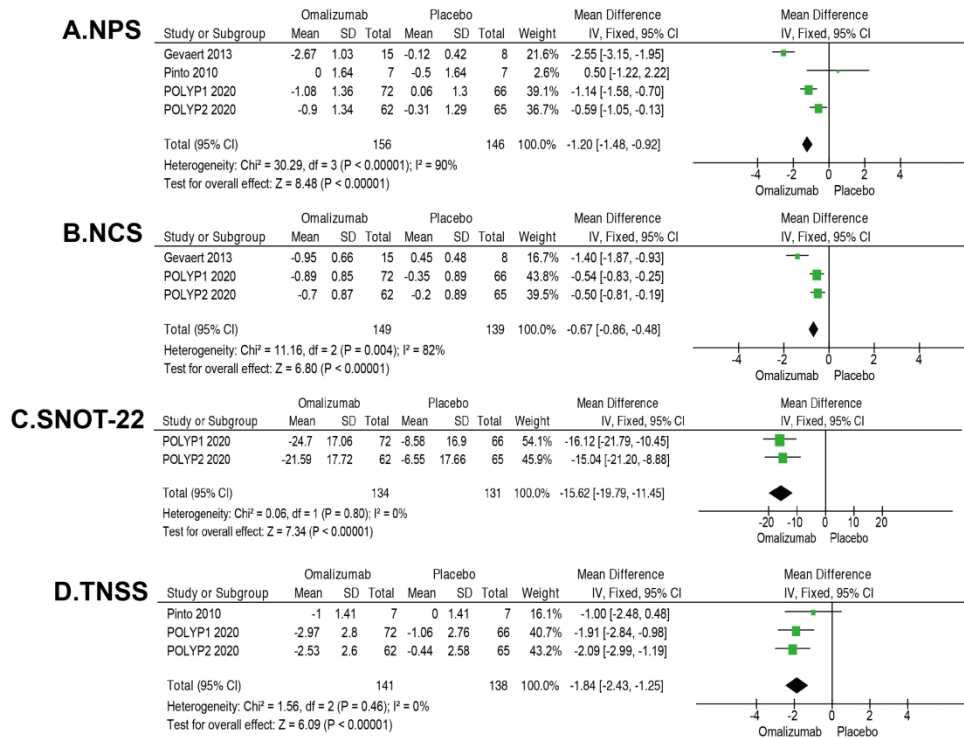 A.NPS
Omalizumab Placebo Mean Difference Mean Difference
Study or Subgroup Mean SD Total Mean SD Total Weight IV, Fixed, 95% CI IV, Fixed, 95% CI
Gevaert 2013 -2.67 1.03 15 -0.12 0.42 8 21.6% -2.55 [-3.15, -1.95]
Pinto 2010 0 1.64 7 -0.5 1.64 7 2.6% 0.50 [-1.22, 2.22]
POLYP1 2020 -1.08 1.36 72 0.06 1.3 66 39.1% -1.14 [-1.58, -0.70]
POLYP2 2020 -0.9 1.34 62 -0.31 1.29 65 36.7% -0.59 [-1.05, -0.13]
Total (95% CI) 156 146 100.0% -1.20 [-1.48, -0.92]
Heterogeneity: Chi² = 30.29, df = 3 (P < 0.00001); I² = 90%
Test for overall effect: Z = 8.48 (P < 0.00001)
-4 -2 0 2 4
Omalizumab Placebo
B.NCS
Omalizumab Placebo Mean Difference Mean Difference
Study or Subgroup Mean SD Total Mean SD Total Weight IV, Fixed, 95% CI IV, Fixed, 95% CI
Gevaert 2013 -0.95 0.66 15 0.45 0.48 8 16.7% -1.40 [-1.87, -0.93]
POLYP1 2020 -0.89 0.85 72 -0.35 0.89 66 43.8% -0.54 [-0.83, -0.25]
POLYP2 2020 -0.7 0.87 62 -0.2 0.89 65 39.5% -0.50 [-0.81, -0.19]
Total (95% CI) 149 139 100.0% -0.67 [-0.86, -0.48]
Heterogeneity: Chi² = 11.16, df = 2 (P = 0.004); I² = 82%
Test for overall effect: Z = 6.80 (P < 0.00001)
-4 -2 0 2 4
Omalizumab Placebo
C.SNOT-22
Omalizumab Placebo Mean Difference Mean Difference
Study or Subgroup Mean SD Total Mean SD Total Weight IV, Fixed, 95% CI IV, Fixed, 95% CI
POLYP1 2020 -24.7 17.06 72 -8.58 16.9 66 54.1% -16.12 [-21.79, -10.45]
POLYP2 2020 -21.59 17.72 62 -6.55 17.66 65 45.9% -15.04 [-21.20, -8.88]
Total (95% CI) 134 131 100.0% -15.62 [-19.79, -11.45]
Heterogeneity: Chi² = 0.06, df = 1 (P = 0.80); I² = 0%
Test for overall effect: Z = 7.34 (P < 0.00001)
-20 -10 0 10 20
Omalizumab Placebo
D.TNSS
Omalizumab Placebo Mean Difference Mean Difference
Study or Subgroup Mean SD Total Mean SD Total Weight IV, Fixed, 95% CI IV, Fixed, 95% CI
Pinto 2010 -1 1.41 7 0 1.41 7 16.1% -1.00 [-2.48, 0.48]
POLYP1 2020 -2.97 2.8 72 -1.06 2.76 66 40.7% -1.91 [-2.84, -0.98]
POLYP2 2020 -2.53 2.6 62 -0.44 2.58 65 43.2% -2.09 [-2.99, -1.19]
Total (95% CI) 141 138 100.0% -1.84 [-2.43, -1.25]
Heterogeneity: Chi² = 1.56, df = 2 (P = 0.46); I² = 0%
Test for overall effect: Z = 6.09 (P < 0.00001)
-4 -2 0 2 4
Omalizumab Placebo